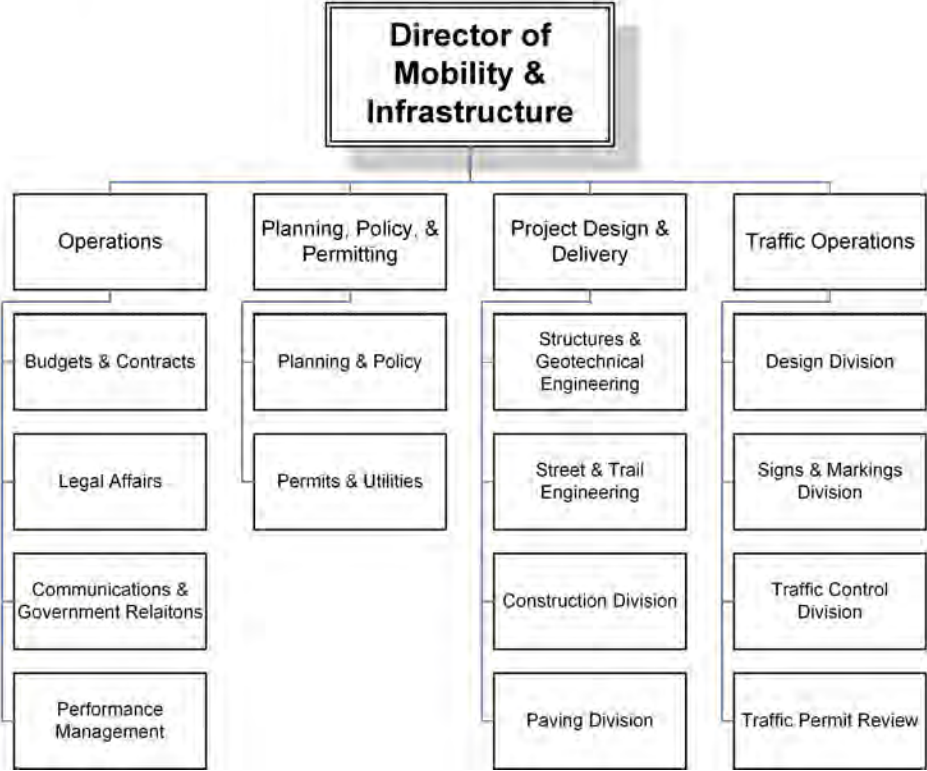 Director of
Mobility &
Infrastructure
Operations
Planning, Policy, &
Permitting
Project Design &
Delivery
Traffic Operations
Budgets & Contracts
Planning & Policy
Structures &
Geotechnical
Engineering
Design Division
Legal Affairs
Permits & Utilities
Street & Trail
Engineering
Signs & Markings
Division
Communications &
Government Relaitons
Construction Division
Traffic Control
Division
Performance
Management
Paving Division
Traffic Permit Review